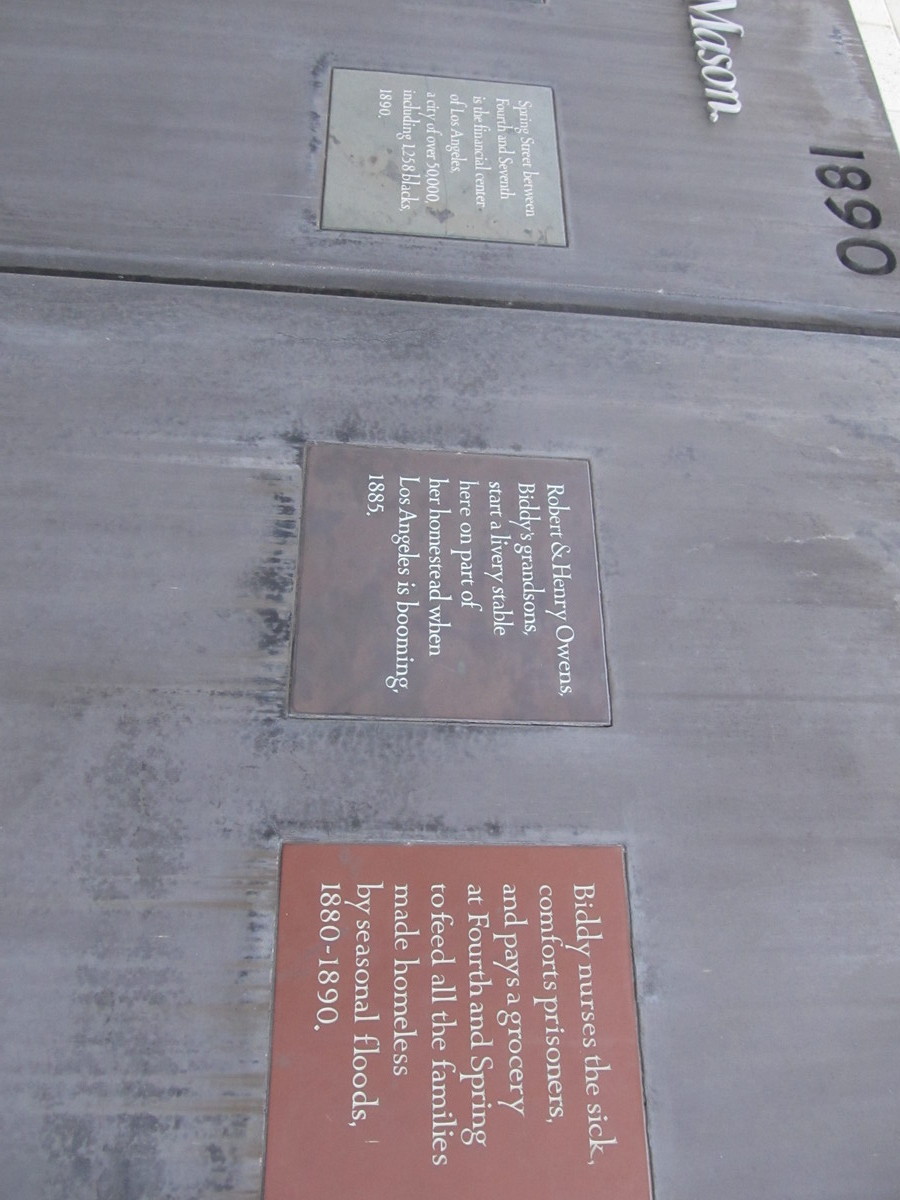 Mason.
1890
Spring Street between
Fourth and Seventh
is the financial center
of Los Angeles,
a city of over 50,000,
including 1,258 blacks,
1890.
Robert & Henry Owens,
Biddy's grandsons,
start a livery stable
here on part of
her homestead when
Los Angeles is booming,
1885.
Biddy nurses the sick,
comforts prisoners,
and pays a grocery
at Fourth and Spring
to feed all the families
made homeless
by seasonal floods,
1880-1890.